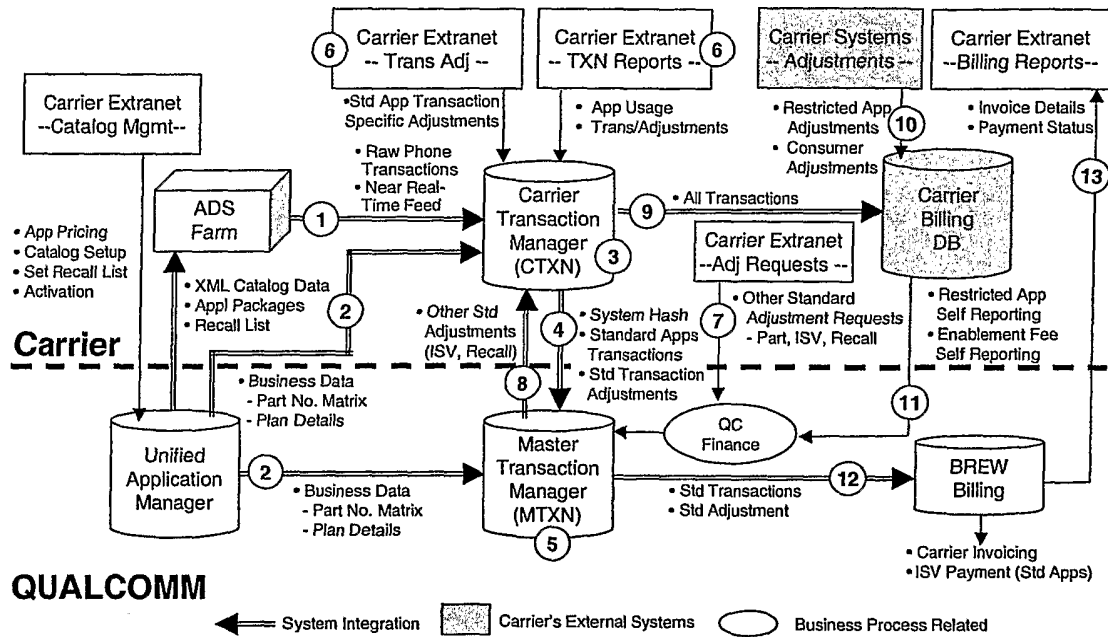 Carrier Extranet
-- Trans Adj --
6
Carrier Extranet
-- TXN Reports --
6
Carrier Systems
-- Adjustments --
Carrier Extranet
--Billing Reports--
Carrier Extranet
--Catalog Mgmt--
• Std App Transaction
Specific Adjustments
• App Usage
• Trans/Adjustments
• Restricted App
Adjustments
• Consumer
Adjustments
10
• Invoice Details
• Payment Status
13
• Raw Phone
Transactions
• Near Real-
Time Feed
ADS
Farm
1
Carrier
Transaction
Manager
(CTXN)
3
9
• All Transactions
Carrier
Billing
DB
Carrier Extranet
--Adj Requests--
• App Pricing
• Catalog Setup
• Set Recall List
• Activation
• XML Catalog Data
• Appl Packages
• Recall List
2
• Other Std
Adjustments
(ISV, Recall)
4
• System Hash
• Standard Apps
Transactions
• Std Transaction
Adjustments
7
• Other Standard
Adjustment Requests
- Part, ISV, Recall
• Restricted App
Self Reporting
• Enablement Fee
Self Reporting
Carrier
• Business Data
- Part No. Matrix
- Plan Details
8
11
Unified
Application
Manager
2
• Business Data
- Part No. Matrix
- Plan Details
Master
Transaction
Manager
(MTXN)
5
QC
Finance
• Std Transactions
• Std Adjustment
12
BREW
Billing
• Carrier Invoicing
• ISV Payment (Std Apps)
QUALCOMM
System Integration
Carrier's External Systems
Business Process Related